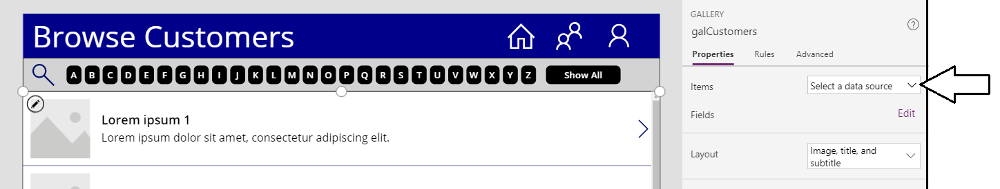 Browse Customers
A B C D E F G H I J K L M N O P Q R S T U V W X Y Z Show All
Lorem ipsum 1
Lorem ipsum dolor sit amet, consectetur adipiscing elit.
GALLERY
galCustomers
?
Properties Rules Advanced
Items Select a data source
Fields Edit
Layout Image, title, and
subtitle